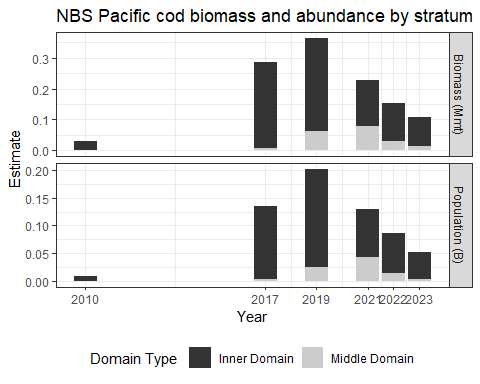 NBS Pacific cod biomass and abundance by stratum
0.3
0.2
0.1
0.0
Biomass (Mmt)
Estimate
0.20
0.15
0.10
0.05
0.00
Population (B)
2010 2017 2019 2021 2022 2023
Year
Domain Type Inner Domain Middle Domain